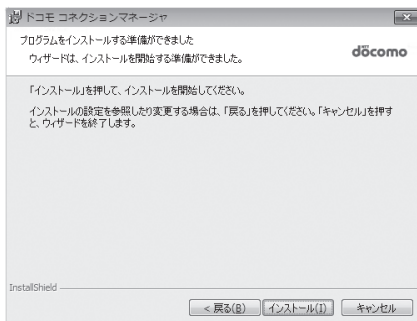 ドコモ コネクションマネージャ
プログラムをインストールする準備ができました
ウィザードは、インストールを開始する準備ができました。
döcomo
「インストール」を押して、インストールを開始してください。
インストールの設定を参照したり変更する場合は、「戻る」を押してください。「キャンセル」を押す
と、ウィザードを終了します。
InstallShield
< 戻る(B)
インストール(I)
キャンセル